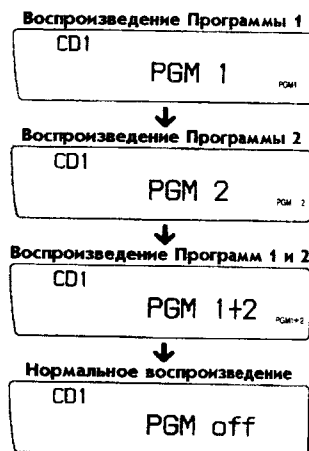 Воспроизведение Программы 1
CD1
PGM 1
PGM1
Воспроизведение Программы 2
CD1
PGM 2
PGM 2
Воспроизведение Программ 1 и 2
CD1
PGM 1+2
PGM1+2
Нормальное воспроизведение
CD1
PGM off